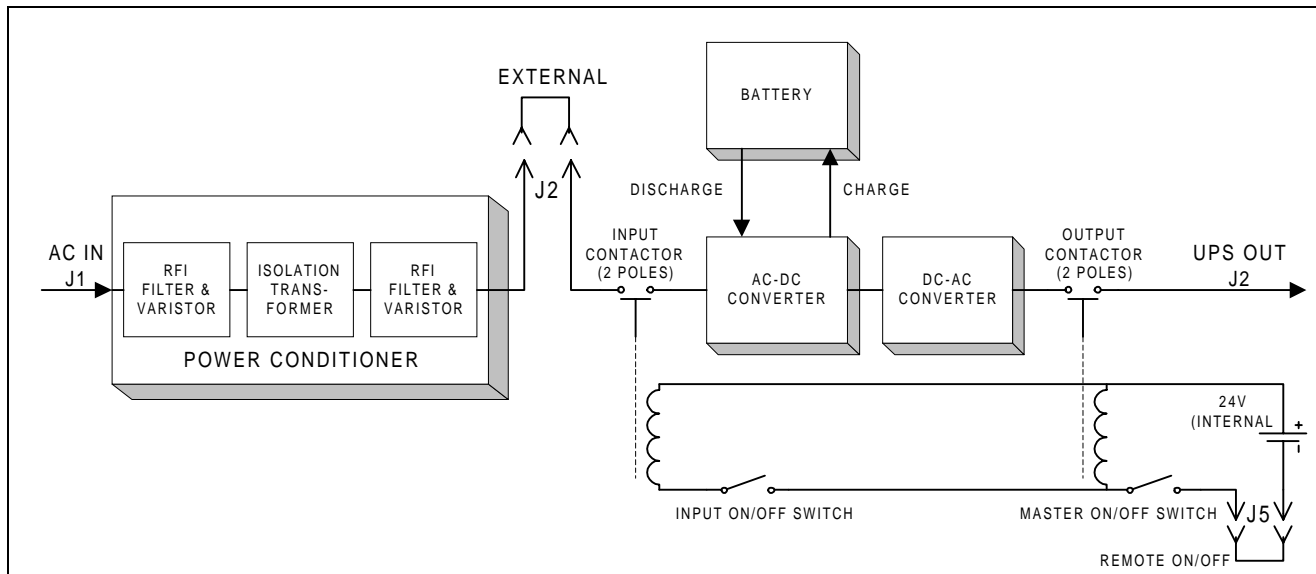 EXTERNAL
J2
AC IN
J1
RFI
FILTER &
VARISTOR
ISOLATION
TRANS-
FORMER
RFI
FILTER &
VARISTOR
POWER CONDITIONER
BATTERY
DISCHARGE
CHARGE
INPUT
CONTACTOR
(2 POLES)
AC-DC
CONVERTER
DC-AC
CONVERTER
OUTPUT
CONTACTOR
(2 POLES)
UPS OUT
J2
24V
(INTERNAL
+
-
INPUT ON/OFF SWITCH
MASTER ON/OFF SWITCH
J5
REMOTE ON/OFF